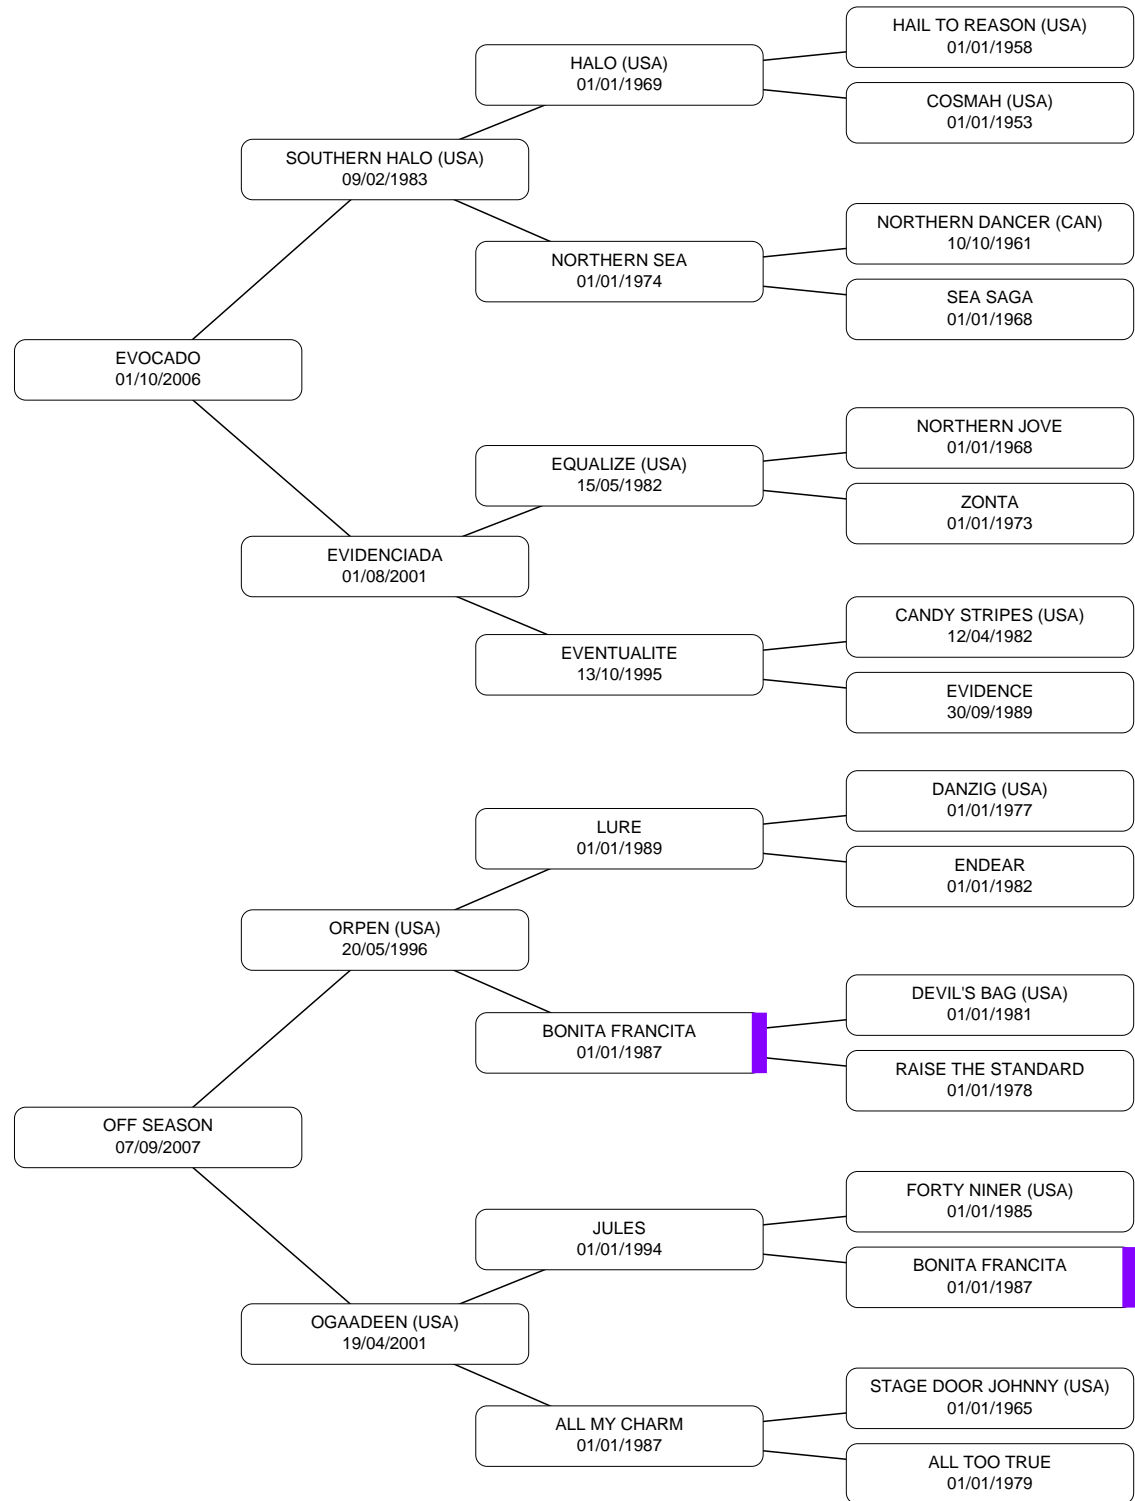 HAIL TO REASON (USA)
01/01/1958
HALO (USA)
01/01/1969
COSMAH (USA)
01/01/1953
SOUTHERN HALO (USA)
09/02/1983
NORTHERN DANCER (CAN)
10/10/1961
NORTHERN SEA
01/01/1974
SEA SAGA
01/01/1968
EVOCADO
01/10/2006
NORTHERN JOVE
01/01/1968
EQUALIZE (USA)
15/05/1982
ZONTA
01/01/1973
EVIDENCIADA
01/08/2001
CANDY STRIPES (USA)
12/04/1982
EVENTUALITE
13/10/1995
EVIDENCE
30/09/1989
DANZIG (USA)
01/01/1977
LURE
01/01/1989
ENDEAR
01/01/1982
ORPEN (USA)
20/05/1996
DEVIL'S BAG (USA)
01/01/1981
BONITA FRANCITA
01/01/1987
RAISE THE STANDARD
01/01/1978
OFF SEASON
07/09/2007
FORTY NINER (USA)
01/01/1985
JULES
01/01/1994
BONITA FRANCITA
01/01/1987
OGAADEEN (USA)
19/04/2001
STAGE DOOR JOHNNY (USA)
01/01/1965
ALL MY CHARM
01/01/1987
ALL TOO TRUE
01/01/1979